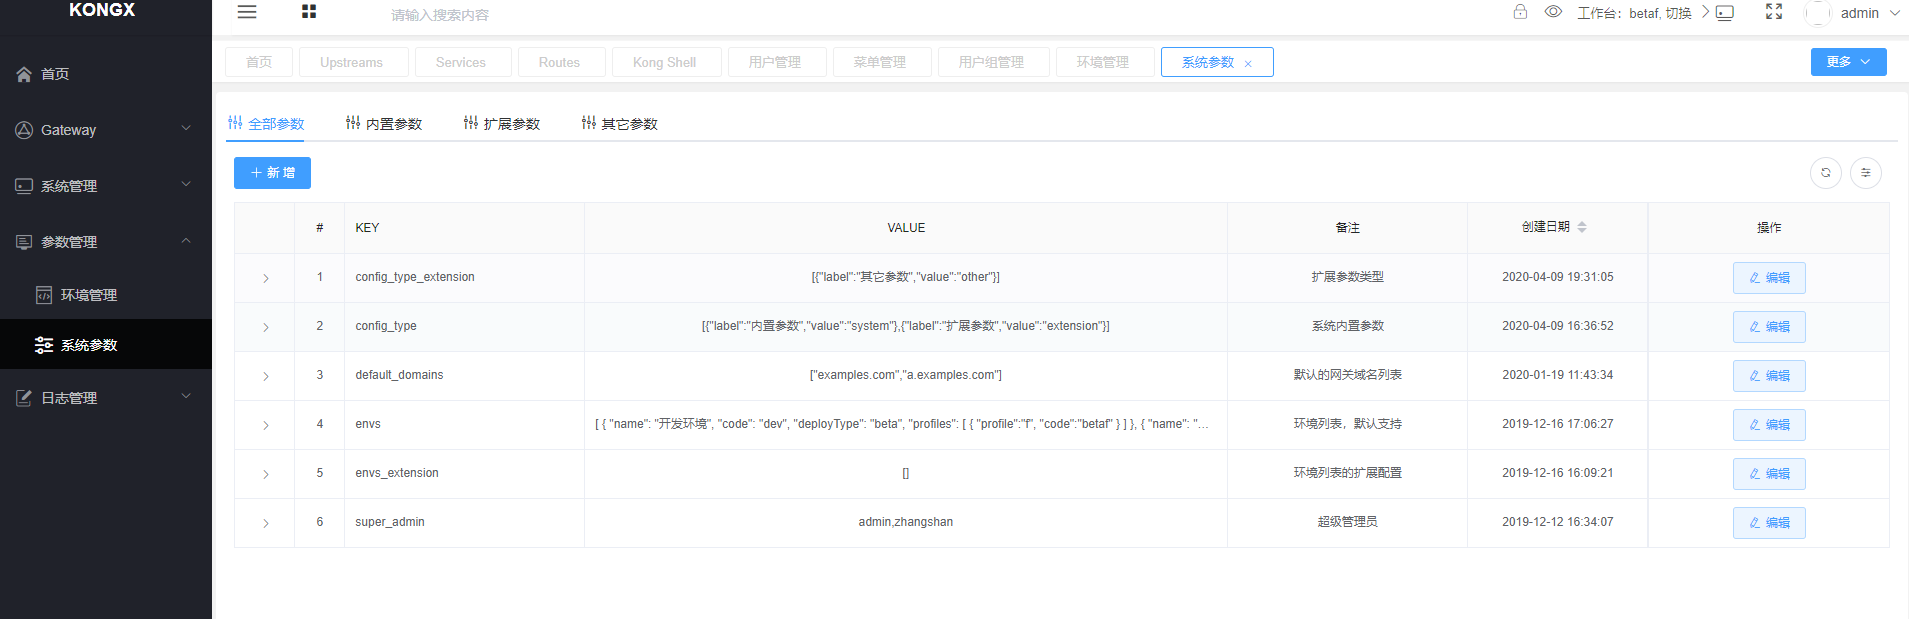 KONGX
请输入搜索内容
工作台：betaf, 切换
admin
首页
Upstreams
Services
Routes
Kong Shell
用户管理
菜单管理
用户组管理
环境管理
系统参数
更多
首页
Gateway
系统管理
参数管理
环境管理
系统参数
日志管理
全部参数
内置参数
扩展参数
其它参数
新 增
# KEY VALUE 备注 创建日期 操作
1 config_type_extension [{"label":"其它参数","value":"other"}] 扩展参数类型 2020-04-09 19:31:05 编辑
2 config_type [{"label":"内置参数","value":"system"},{"label":"扩展参数","value":"extension"}] 系统内置参数 2020-04-09 16:36:52 编辑
3 default_domains ["examples.com","a.examples.com"] 默认的网关域名列表 2020-01-19 11:43:34 编辑
4 envs [ { "name": "开发环境", "code": "dev", "deployType": "beta", "profiles": [ { "profile":"f", "code":"betaf" } ] }, { "name": "... 环境列表，默认支持 2019-12-16 17:06:27 编辑
5 envs_extension [] 环境列表的扩展配置 2019-12-16 16:09:21 编辑
6 super_admin admin,zhangshan 超级管理员 2019-12-12 16:34:07 编辑